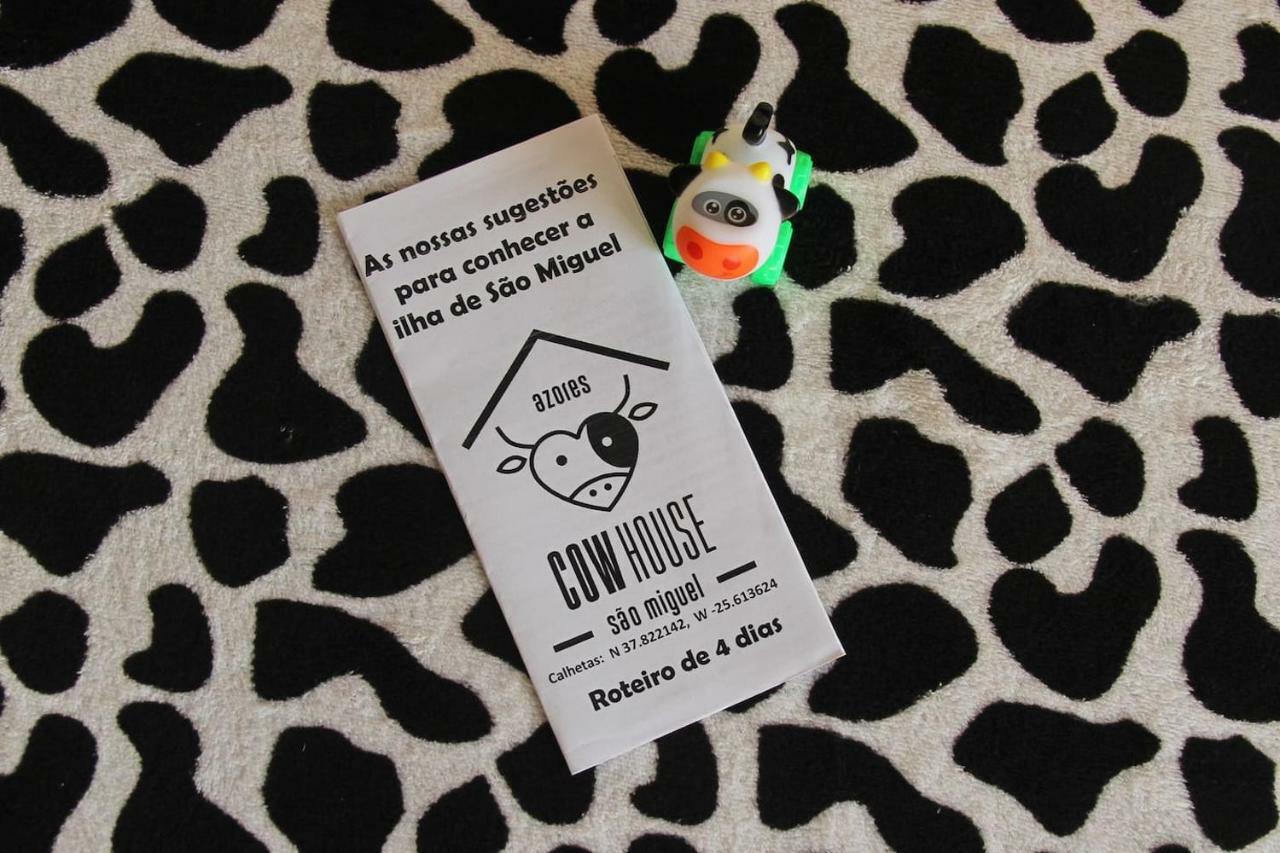 As nossas sugestões
para conhecer a
ilha de São Miguel
azores
COW HOUSE
são miguel
Calhetas: N 37.822142, W -25.613624
Roteiro de 4 dias